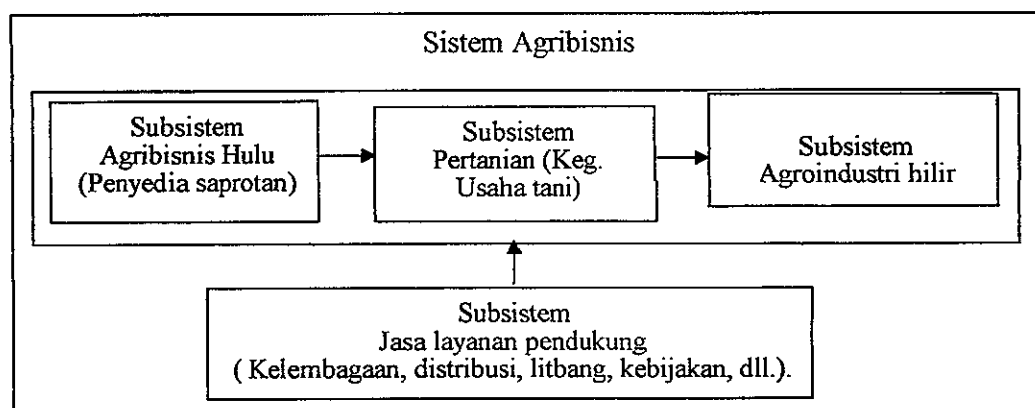 Sistem Agribisnis
Subsistem
Agribisnis Hulu
(Penyedia saprotan)
Subsistem
Pertanian (Keg.
Usaha tani)
Subsistem
Agroindustri hilir
Subsistem
Jasa layanan pendukung
( Kelembagaan, distribusi, litbang, kebijakan, dll.).